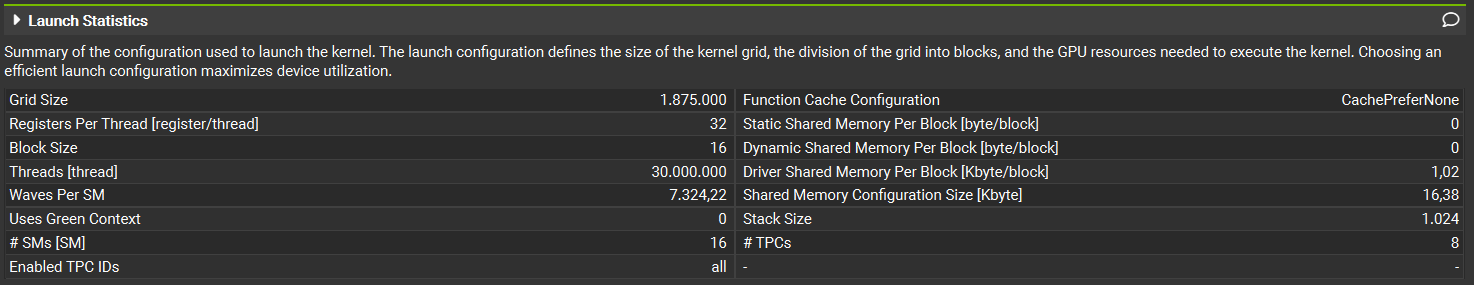 Launch Statistics
Summary of the configuration used to launch the kernel. The launch configuration defines the size of the kernel grid, the division of the grid into blocks, and the GPU resources needed to execute the kernel. Choosing an
efficient launch configuration maximizes device utilization.
Grid Size 1.875.000 Function Cache Configuration CachePreferNone
Registers Per Thread [register/thread] 32 Static Shared Memory Per Block [byte/block] 0
Block Size 16 Dynamic Shared Memory Per Block [byte/block] 0
Threads [thread] 30.000.000 Driver Shared Memory Per Block [Kbyte/block] 1,02
Waves Per SM 7.324,22 Shared Memory Configuration Size [Kbyte] 16,38
Uses Green Context 0 Stack Size 1.024
# SMs [SM] 16 # TPCs 8
Enabled TPC IDs all - -